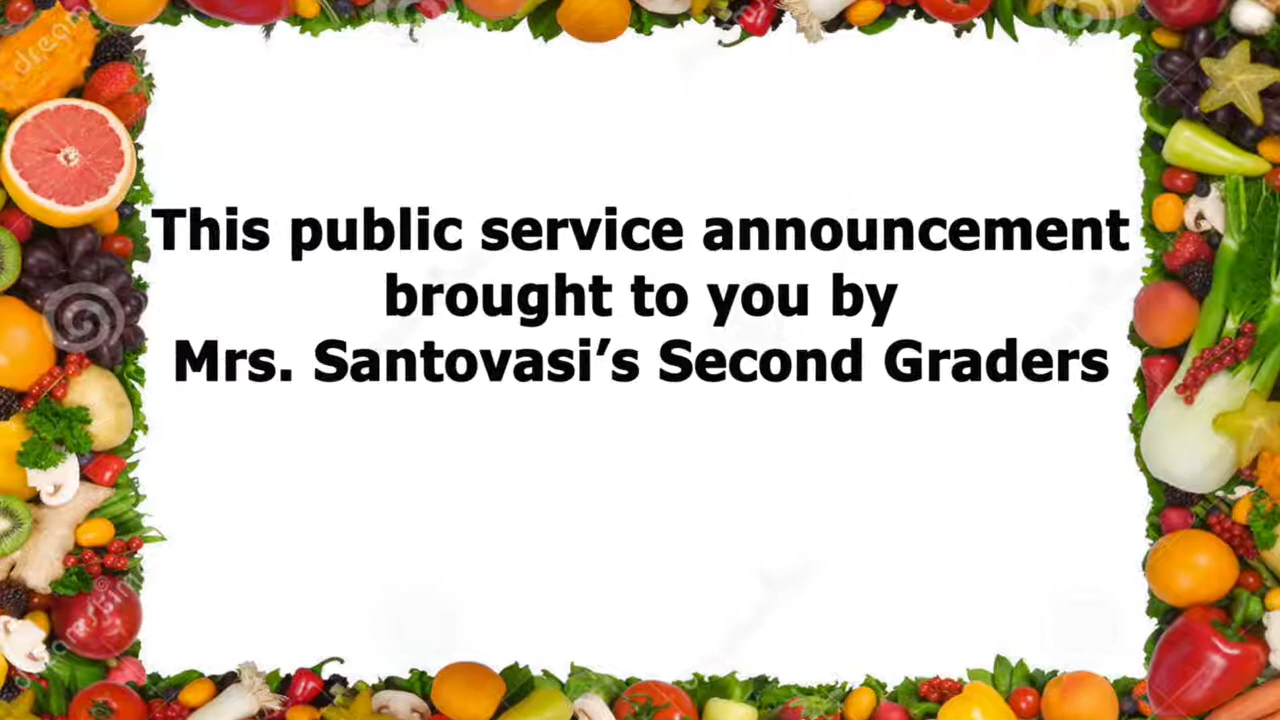 This public service announcement
brought to you by
Mrs. Santovasi’s Second Graders